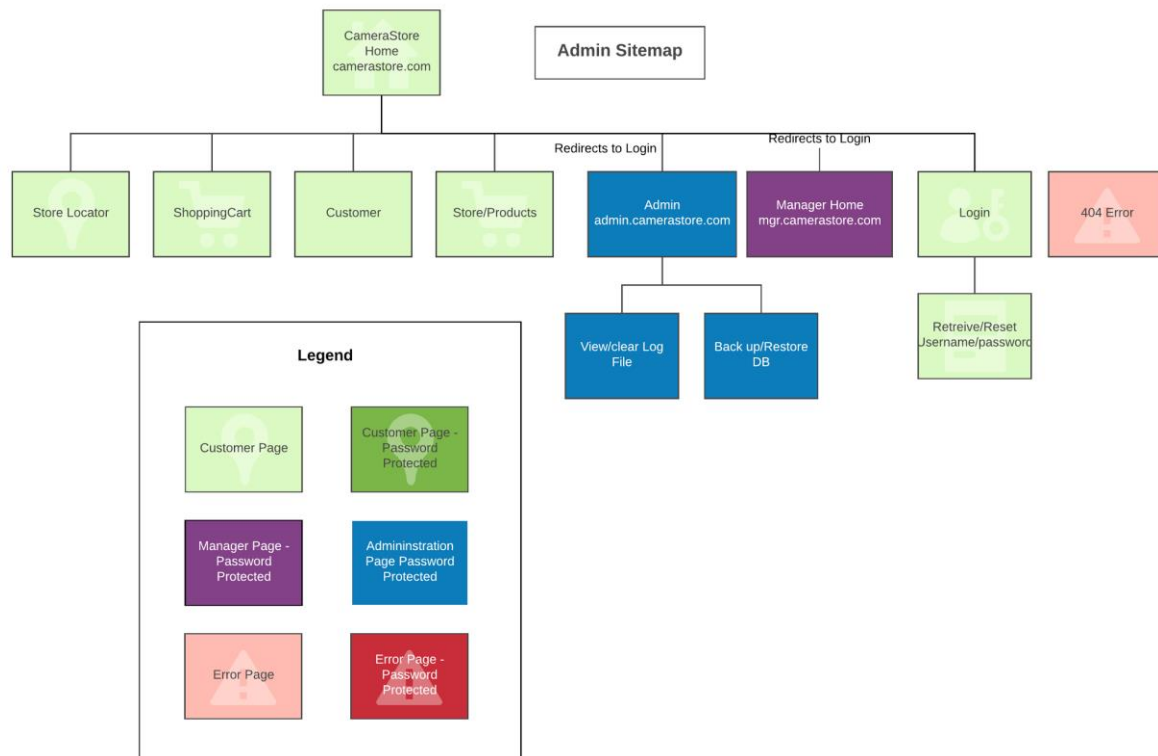 CameraStore
Home
camerastore.com
Admin Sitemap
Redirects to Login
Redirects to Login
Store Locator
ShoppingCart
Customer
Store/Products
Admin
admin.camerastore.com
Manager Home
mgr.camerastore.com
Login
404 Error
View/clear Log
File
Back up/Restore
DB
Retreive/Reset
Username/password
Legend
Customer Page
Customer Page -
Password
Protected
Manager Page -
Password
Protected
Admininstration
Page Password
Protected
Error Page
Error Page -
Password
Protected